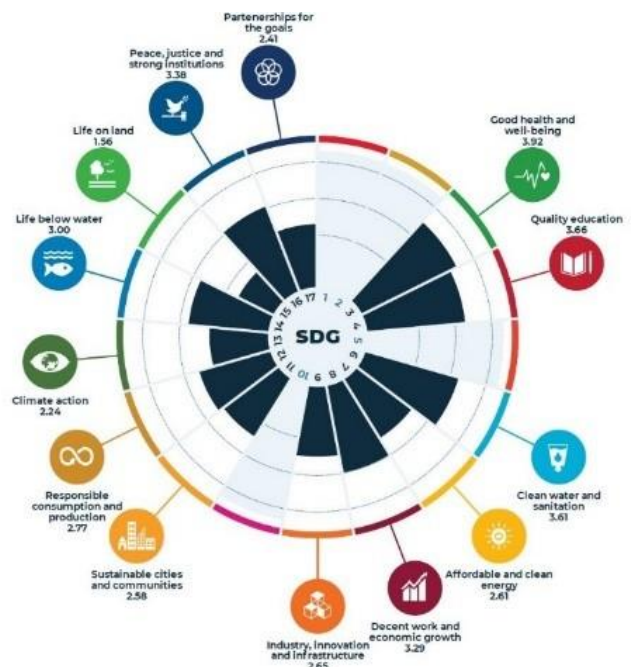 Partenerships for
the goals
2.41
Peace, justice and
strong institutions
3.38
Life on land
1.56
Life below water
3.00
Climate action
2.24
Responsible
consumption and
production
2.77
Sustainable cities
and communities
2.58
Industry, innovation
and infrastructure
2.65
Decent work and
economic growth
3.29
Affordable and clean
energy
2.61
Clean water and
sanitation
3.61
Quality education
3.66
Good health and
well-being
3.92
SDG
1
2
3
4
5
6
7
8
9
10
11
12
13
14
15
16
17